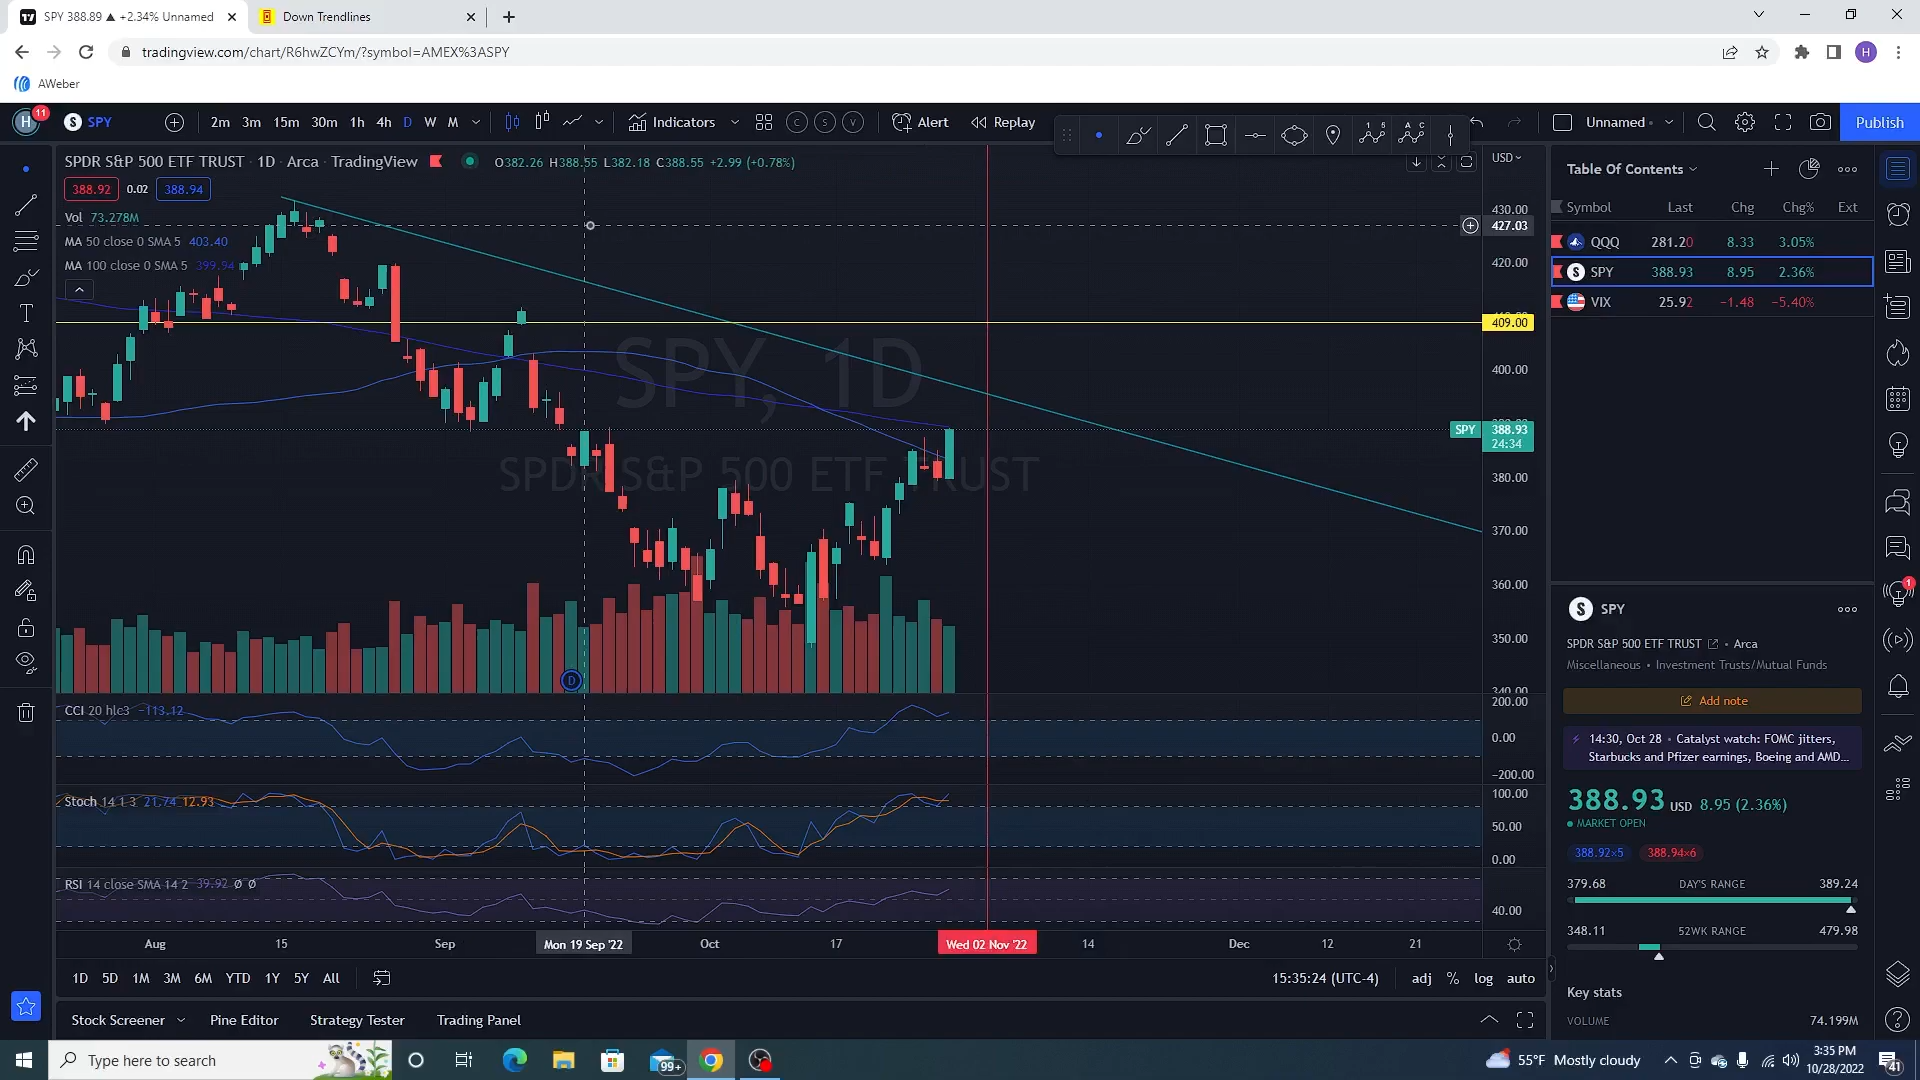 SPY 388.89 ▲ +2.34% Unnamed
Down Trendlines
tradingview.com/chart/R6hwZCYm/?symbol=AMEX%3ASPY
H
AWeber
H 11 SPY 2m 3m 15m 30m 1h 4h D W M Indicators C S V Alert Replay Unnamed Publish
SPDR S&P 500 ETF TRUST · 1D · Arca · TradingView O382.26 H388.55 L382.18 C388.55 +2.99 (+0.78%)
USD
388.92 0.02 388.94
Vol 73.278M
MA 50 close 0 SMA 5 403.40
MA 100 close 0 SMA 5 399.94
SPY, 1D
SPDR S&P 500 ETF TRUST
430.00
427.03
420.00
409.00
400.00
SPY 388.93
24:34
380.00
370.00
360.00
350.00
340.00
D
CCI 20 hlc3 −113.12
200.00
0.00
−200.00
Stoch 14 1 3 21.74 12.93
100.00
50.00
0.00
RSI 14 close SMA 14 2 39.92 Ø Ø
40.00
Aug 15 Sep Mon 19 Sep '22 Oct 17 Wed 02 Nov '22 14 Dec 12 21
1D 5D 1M 3M 6M YTD 1Y 5Y All 15:35:24 (UTC-4) adj % log auto
Stock Screener Pine Editor Strategy Tester Trading Panel
Table Of Contents
Symbol Last Chg Chg% Ext
QQQ 281.20 8.33 3.05%
S SPY 388.93 8.95 2.36%
VIX 25.92 −1.48 −5.40%
S SPY
SPDR S&P 500 ETF TRUST · Arca
Miscellaneous · Investment Trusts/Mutual Funds
Add note
14:30, Oct 28 · Catalyst watch: FOMC jitters,
Starbucks and Pfizer earnings, Boeing and AMD...
388.93 USD 8.95 (2.36%)
MARKET OPEN
388.92×5 388.94×6
379.68 DAY'S RANGE 389.24
348.11 52WK RANGE 479.98
Key stats
VOLUME 74.199M
1
Type here to search
99+
55°F Mostly cloudy
3:35 PM
10/28/2022
41